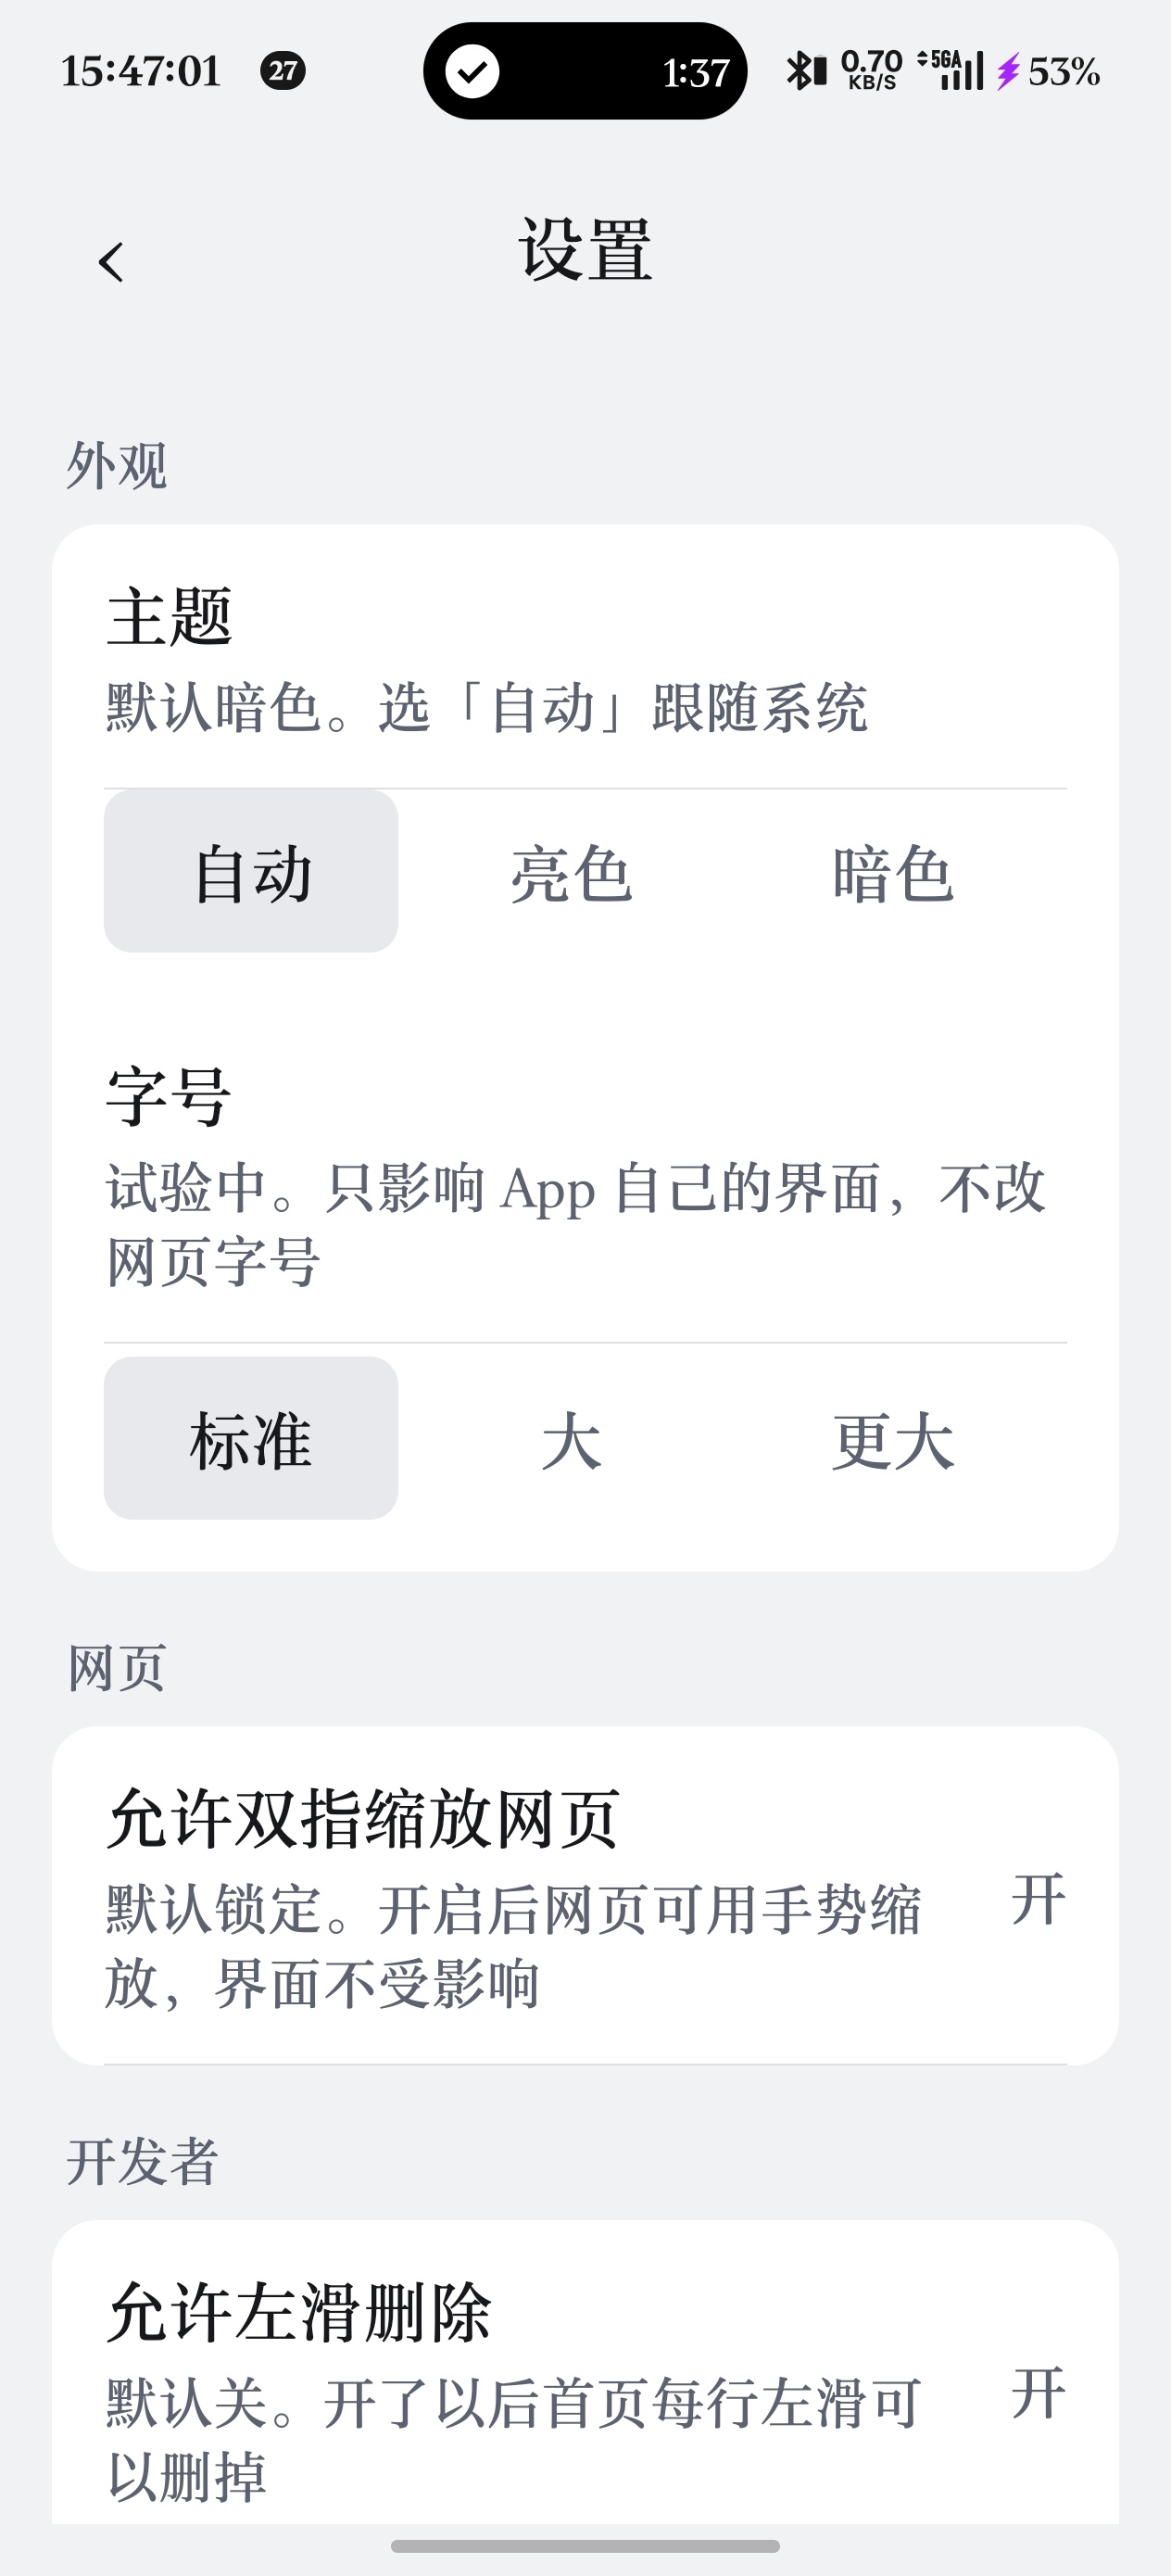 15:47:01 27 1:37 0.70 KB/S 5GA 53%
设置
外观
主题
默认暗色。选「自动」跟随系统
自动 亮色 暗色
字号
试验中。只影响 App 自己的界面，不改
网页字号
标准 大 更大
网页
允许双指缩放网页
默认锁定。开启后网页可用手势缩
放，界面不受影响
开
开发者
允许左滑删除
默认关。开了以后首页每行左滑可
以删掉
开